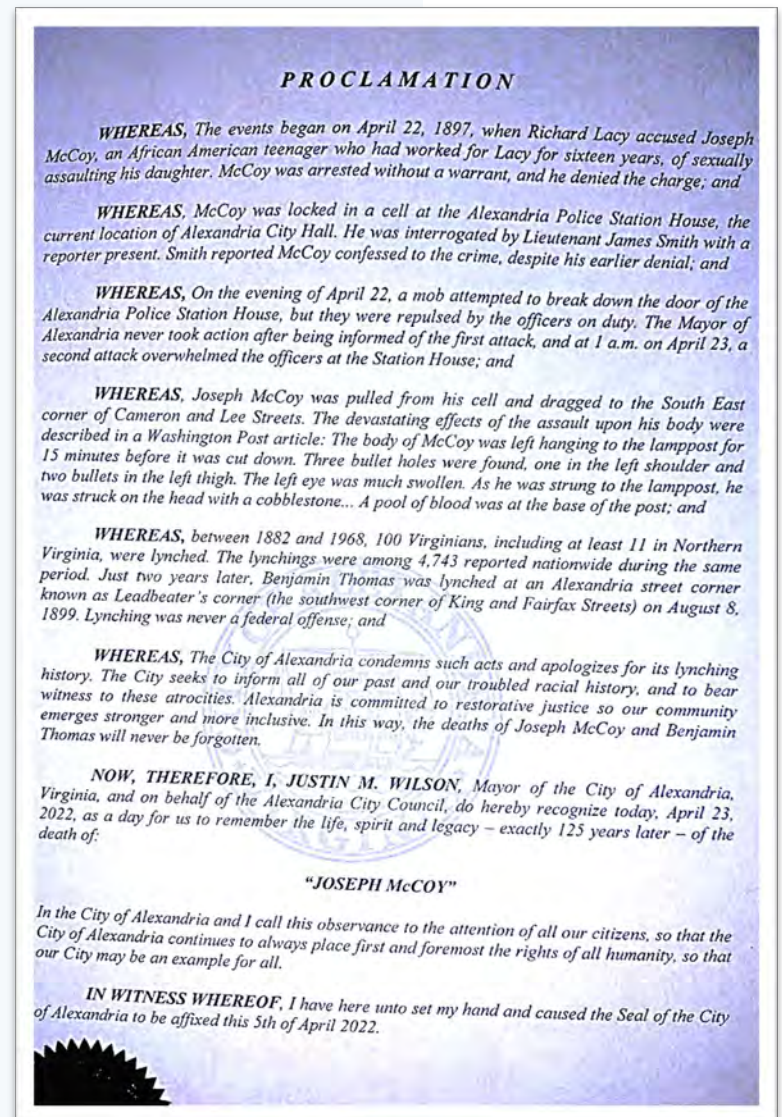 PROCLAMATION
WHEREAS, The events began on April 22, 1897, when Richard Lacy accused Joseph
McCoy, an African American teenager who had worked for Lacy for sixteen years, of sexually
assaulting his daughter. McCoy was arrested without a warrant, and he denied the charge; and
WHEREAS, McCoy was locked in a cell at the Alexandria Police Station House, the
current location of Alexandria City Hall. He was interrogated by Lieutenant James Smith with a
reporter present. Smith reported McCoy confessed to the crime, despite his earlier denial; and
WHEREAS, On the evening of April 22, a mob attempted to break down the door of the
Alexandria Police Station House, but they were repulsed by the officers on duty. The Mayor of
Alexandria never took action after being informed of the first attack, and at 1 a.m. on April 23, a
second attack overwhelmed the officers at the Station House; and
WHEREAS, Joseph McCoy was pulled from his cell and dragged to the South East
corner of Cameron and Lee Streets. The devastating effects of the assault upon his body were
described in a Washington Post article: The body of McCoy was left hanging to the lamppost for
15 minutes before it was cut down. Three bullet holes were found, one in the left shoulder and
two bullets in the left thigh. The left eye was much swollen. As he was strung to the lamppost, he
was struck on the head with a cobblestone... A pool of blood was at the base of the post; and
WHEREAS, between 1882 and 1968, 100 Virginians, including at least 11 in Northern
Virginia, were lynched. The lynchings were among 4,743 reported nationwide during the same
period. Just two years later, Benjamin Thomas was lynched at an Alexandria street corner
known as Leadbeater's corner (the southwest corner of King and Fairfax Streets) on August 8,
1899. Lynching was never a federal offense; and
WHEREAS, The City of Alexandria condemns such acts and apologizes for its lynching
history. The City seeks to inform all of our past and our troubled racial history, and to bear
witness to these atrocities. Alexandria is committed to restorative justice so our community
emerges stronger and more inclusive. In this way, the deaths of Joseph McCoy and Benjamin
Thomas will never be forgotten.
NOW, THEREFORE, I, JUSTIN M. WILSON, Mayor of the City of Alexandria,
Virginia, and on behalf of the Alexandria City Council, do hereby recognize today, April 23,
2022, as a day for us to remember the life, spirit and legacy – exactly 125 years later – of the
death of:
"JOSEPH McCOY"
In the City of Alexandria and I call this observance to the attention of all our citizens, so that the
City of Alexandria continues to always place first and foremost the rights of all humanity, so that
our City may be an example for all.
IN WITNESS WHEREOF, I have here unto set my hand and caused the Seal of the City
of Alexandria to be affixed this 5th of April 2022.